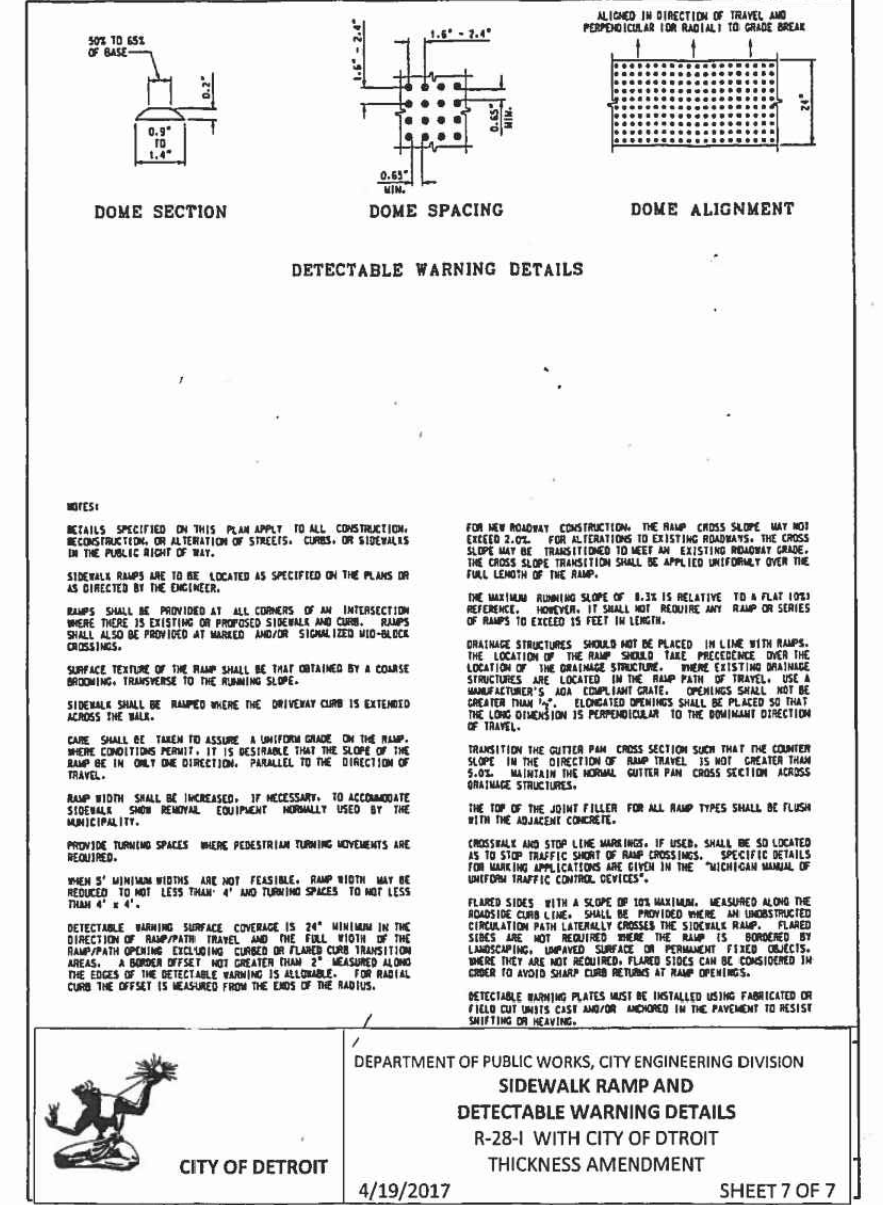 50% TO 65%
OF BASE
0.2"
0.9"
TO
1.4"
DOME SECTION
1.6" - 2.4"
1.6" - 2.4"
0.65"
MIN.
0.65"
MIN.
DOME SPACING
ALIGNED IN DIRECTION OF TRAVEL AND
PERPENDICULAR (OR RADIAL) TO GRADE BREAK
24"
DOME ALIGNMENT
DETECTABLE WARNING DETAILS
NOTES:
DETAILS SPECIFIED ON THIS PLAN APPLY TO ALL CONSTRUCTION,
RECONSTRUCTION, OR ALTERATION OF STREETS, CURBS, OR SIDEWALKS
IN THE PUBLIC RIGHT OF WAY.
SIDEWALK RAMPS ARE TO BE LOCATED AS SPECIFIED ON THE PLANS OR
AS DIRECTED BY THE ENGINEER.
RAMPS SHALL BE PROVIDED AT ALL CORNERS OF AN INTERSECTION
WHERE THERE IS EXISTING OR PROPOSED SIDEWALK AND CURB. RAMPS
SHALL ALSO BE PROVIDED AT MARKED AND/OR SIGNALIZED MID-BLOCK
CROSSINGS.
SURFACE TEXTURE OF THE RAMP SHALL BE THAT OBTAINED BY A COARSE
BROOMING, TRANSVERSE TO THE RUNNING SLOPE.
SIDEWALK SHALL BE RAMPED WHERE THE DRIVEWAY CURB IS EXTENDED
ACROSS THE WALK.
CARE SHALL BE TAKEN TO ASSURE A UNIFORM GRADE ON THE RAMP.
WHERE CONDITIONS PERMIT, IT IS DESIRABLE THAT THE SLOPE OF THE
RAMP BE IN ONLY ONE DIRECTION, PARALLEL TO THE DIRECTION OF
TRAVEL.
RAMP WIDTH SHALL BE INCREASED, IF NECESSARY, TO ACCOMMODATE
SIDEWALK SNOW REMOVAL EQUIPMENT NORMALLY USED BY THE
MUNICIPALITY.
PROVIDE TURNING SPACES WHERE PEDESTRIAN TURNING MOVEMENTS ARE
REQUIRED.
WHEN 5' MINIMUM WIDTHS ARE NOT FEASIBLE, RAMP WIDTH MAY BE
REDUCED TO NOT LESS THAN 4' AND TURNING SPACES TO NOT LESS
THAN 4' x 4'.
DETECTABLE WARNING SURFACE COVERAGE IS 24" MINIMUM IN THE
DIRECTION OF RAMP/PATH TRAVEL AND THE FULL WIDTH OF THE
RAMP/PATH OPENING EXCLUDING CURBED OR FLARED CURB TRANSITION
AREAS. A BORDER OFFSET NOT GREATER THAN 2" MEASURED ALONG
THE EDGES OF THE DETECTABLE WARNING IS ALLOWABLE. FOR RADIAL
CURB THE OFFSET IS MEASURED FROM THE ENDS OF THE RADIUS.
FOR NEW ROADWAY CONSTRUCTION, THE RAMP CROSS SLOPE MAY NOT
EXCEED 2.0%. FOR ALTERATIONS TO EXISTING ROADWAYS, THE CROSS
SLOPE MAY BE TRANSITIONED TO MEET AN EXISTING ROADWAY GRADE.
THE CROSS SLOPE TRANSITION SHALL BE APPLIED UNIFORMLY OVER THE
FULL LENGTH OF THE RAMP.
THE MAXIMUM RUNNING SLOPE OF 8.3% IS RELATIVE TO A FLAT (0%)
REFERENCE. HOWEVER, IT SHALL NOT REQUIRE ANY RAMP OR SERIES
OF RAMPS TO EXCEED 15 FEET IN LENGTH.
DRAINAGE STRUCTURES SHOULD NOT BE PLACED IN LINE WITH RAMPS.
THE LOCATION OF THE RAMP SHOULD TAKE PRECEDENCE OVER THE
LOCATION OF THE DRAINAGE STRUCTURE. WHERE EXISTING DRAINAGE
STRUCTURES ARE LOCATED IN THE RAMP PATH OF TRAVEL, USE A
MANUFACTURER'S ADA COMPLIANT GRATE. OPENINGS SHALL NOT BE
GREATER THAN ½". ELONGATED OPENINGS SHALL BE PLACED SO THAT
THE LONG DIMENSION IS PERPENDICULAR TO THE DOMINANT DIRECTION
OF TRAVEL.
TRANSITION THE GUTTER PAN CROSS SECTION SUCH THAT THE COUNTER
SLOPE IN THE DIRECTION OF RAMP TRAVEL IS NOT GREATER THAN
5.0%. MAINTAIN THE NORMAL GUTTER PAN CROSS SECTION ACROSS
DRAINAGE STRUCTURES.
THE TOP OF THE JOINT FILLER FOR ALL RAMP TYPES SHALL BE FLUSH
WITH THE ADJACENT CONCRETE.
CROSSWALK AND STOP LINE MARKINGS, IF USED, SHALL BE SO LOCATED
AS TO STOP TRAFFIC SHORT OF RAMP CROSSINGS. SPECIFIC DETAILS
FOR MARKING APPLICATIONS ARE GIVEN IN THE "MICHIGAN MANUAL OF
UNIFORM TRAFFIC CONTROL DEVICES".
FLARED SIDES WITH A SLOPE OF 10% MAXIMUM, MEASURED ALONG THE
ROADSIDE CURB LINE, SHALL BE PROVIDED WHERE AN UNOBSTRUCTED
CIRCULATION PATH LATERALLY CROSSES THE SIDEWALK RAMP. FLARED
SIDES ARE NOT REQUIRED WHERE THE RAMP IS BORDERED BY
LANDSCAPING, UNPAVED SURFACE OR PERMANENT FIXED OBJECTS.
WHERE THEY ARE NOT REQUIRED, FLARED SIDES CAN BE CONSIDERED IN
ORDER TO AVOID SHARP CURB RETURNS AT RAMP OPENINGS.
DETECTABLE WARNING PLATES MUST BE INSTALLED USING FABRICATED OR
FIELD CUT UNITS CAST AND/OR ANCHORED IN THE PAVEMENT TO RESIST
SHIFTING OR HEAVING.
CITY OF DETROIT
DEPARTMENT OF PUBLIC WORKS, CITY ENGINEERING DIVISION
SIDEWALK RAMP AND
DETECTABLE WARNING DETAILS
R-28-I WITH CITY OF DTROIT
THICKNESS AMENDMENT
4/19/2017
SHEET 7 OF 7